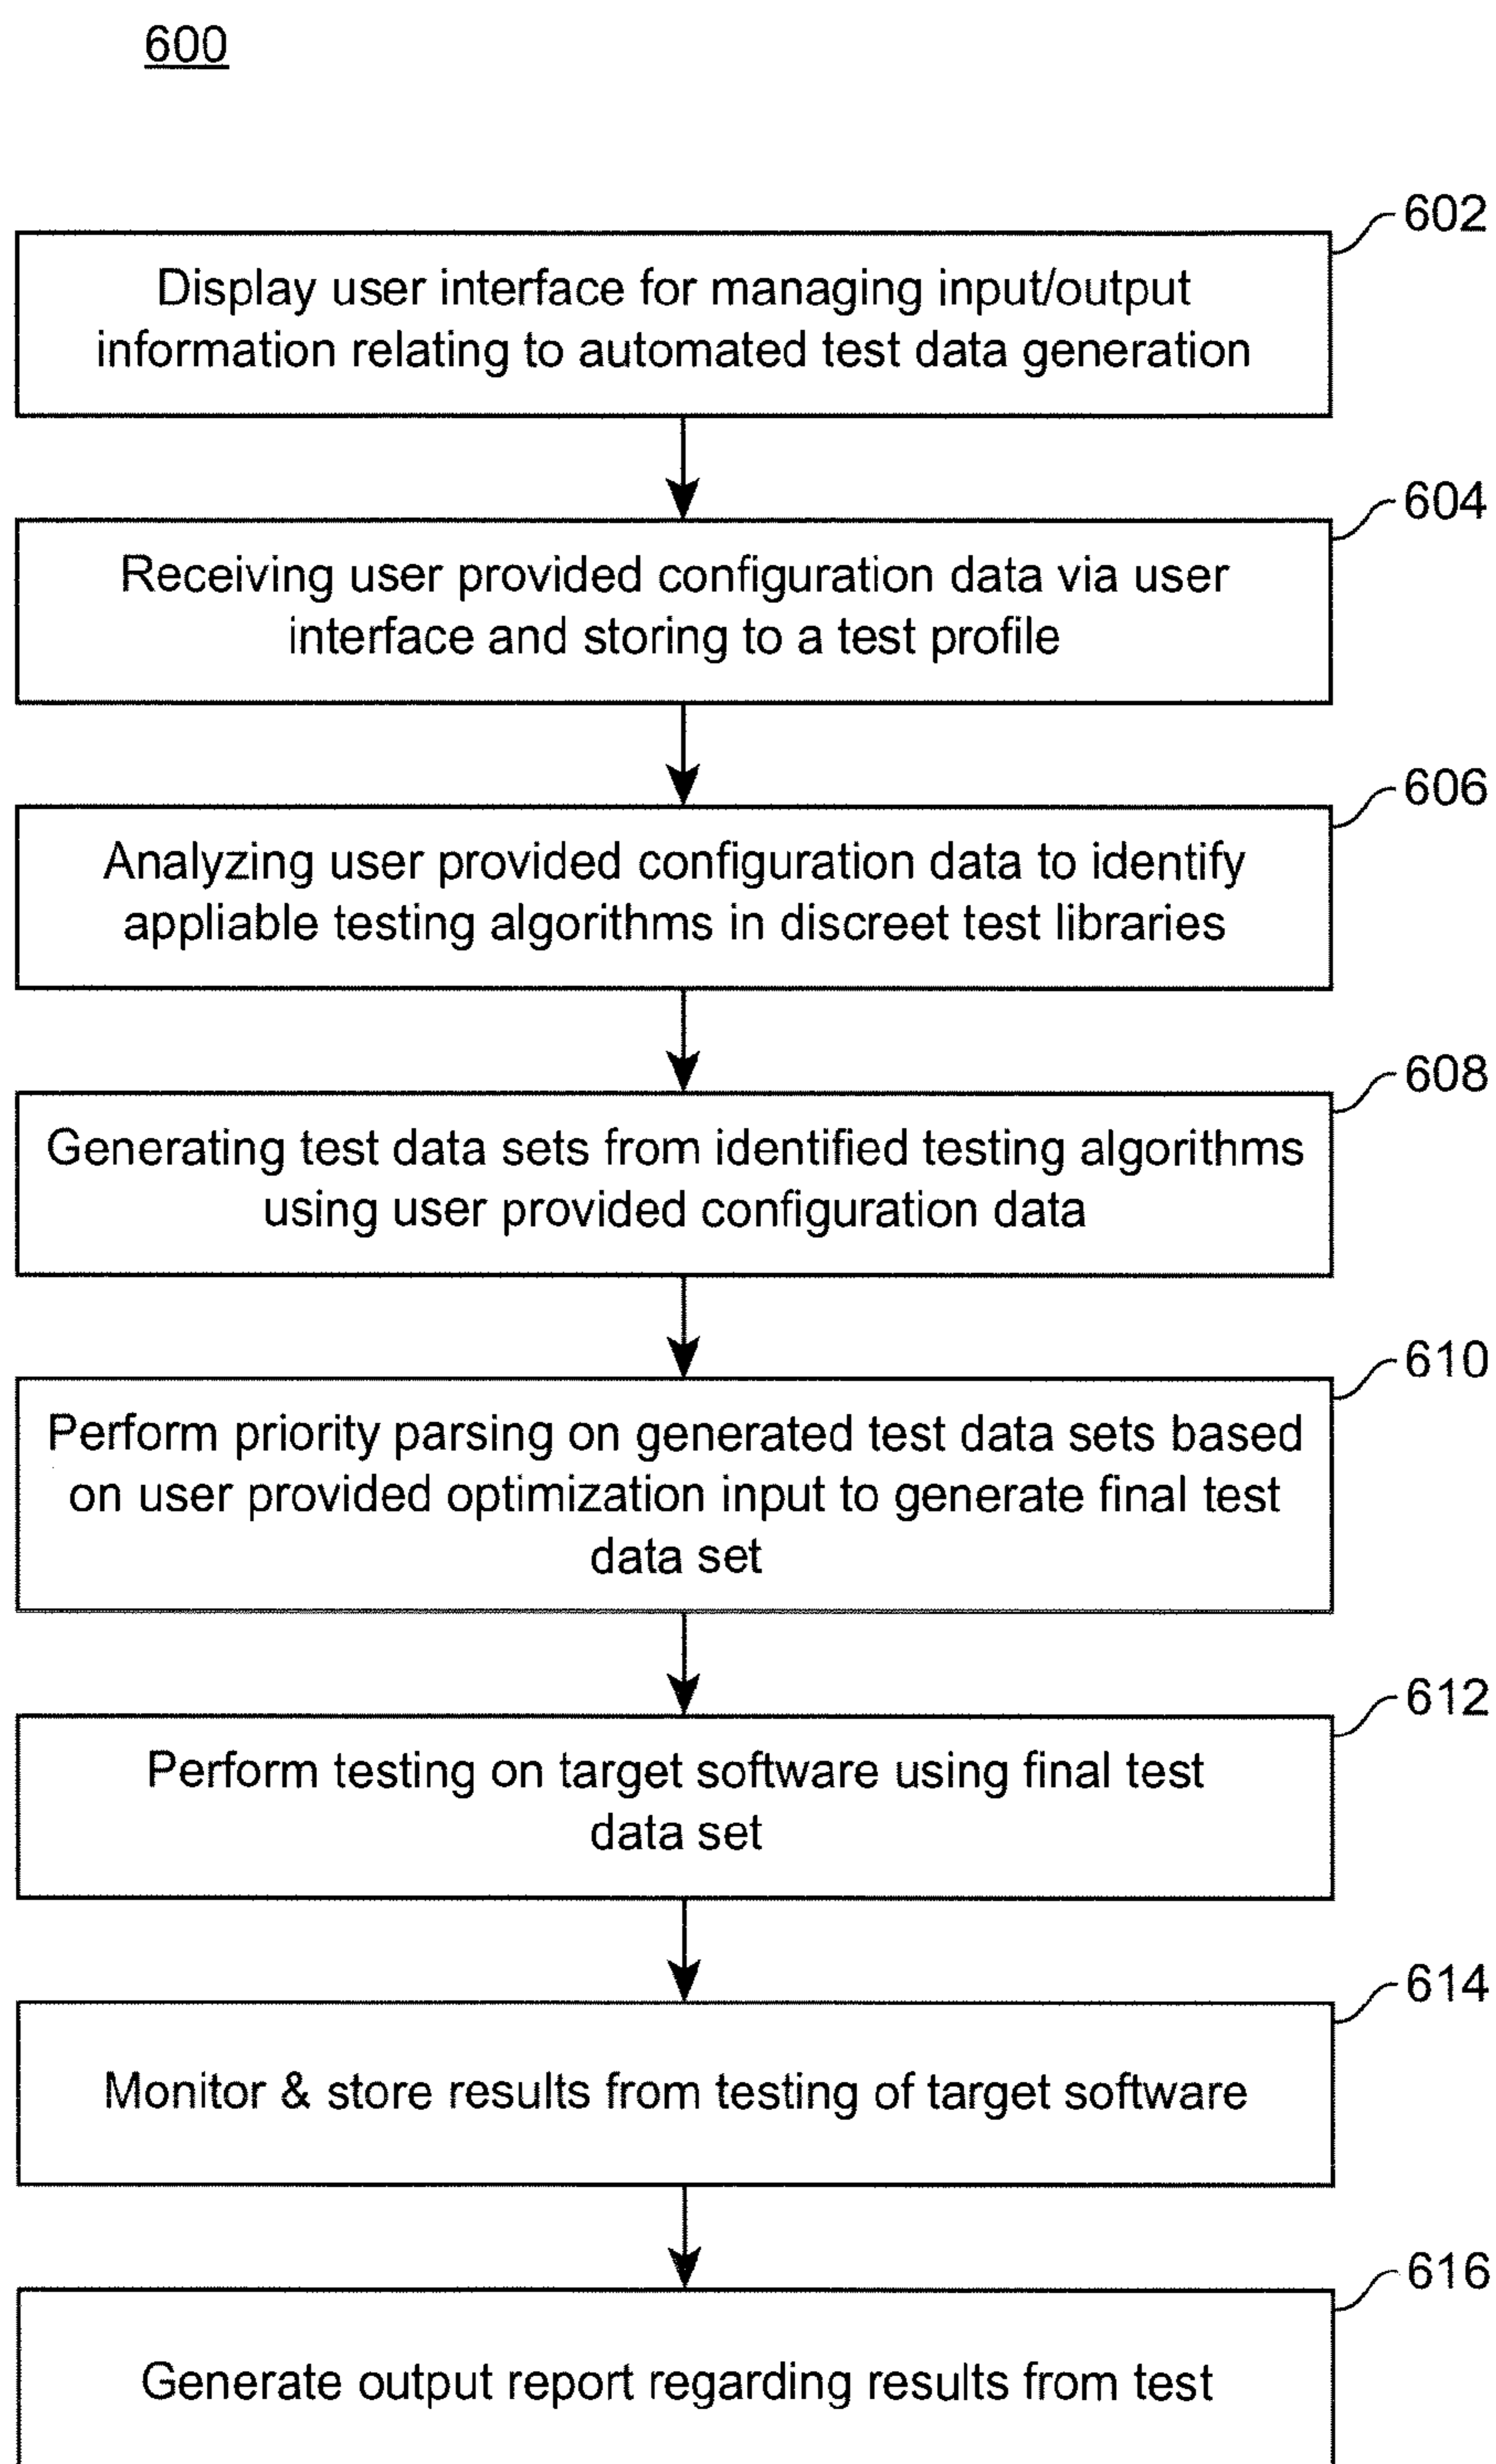 600
602
Display user interface for managing input/output
information relating to automated test data generation
604
Receiving user provided configuration data via user
interface and storing to a test profile
606
Analyzing user provided configuration data to identify
appliable testing algorithms in discreet test libraries
608
Generating test data sets from identified testing algorithms
using user provided configuration data
610
Perform priority parsing on generated test data sets based
on user provided optimization input to generate final test
data set
612
Perform testing on target software using final test
data set
614
Monitor & store results from testing of target software
616
Generate output report regarding results from test